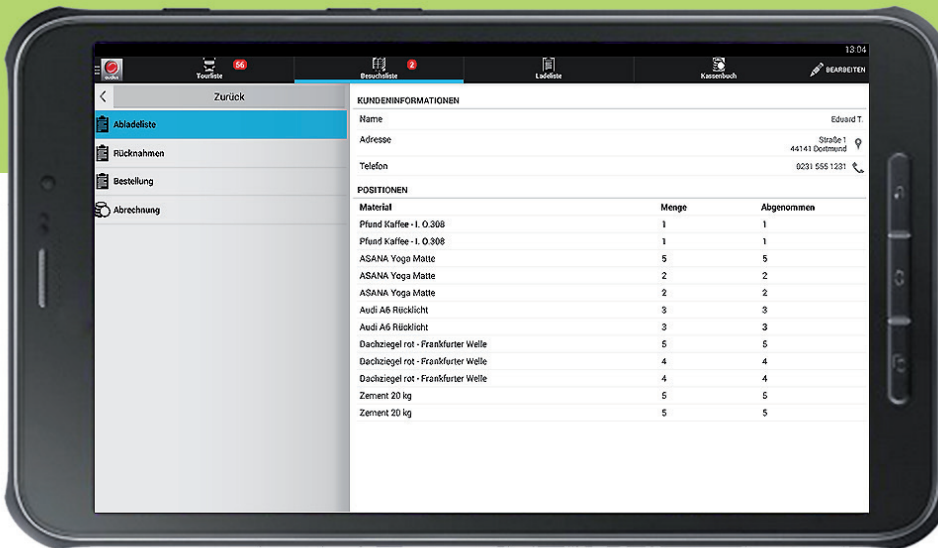 13:04
Tourliste 56
Besuchsliste 2
Ladeliste
Kassenbuch
BEARBEITEN
Zurück
Abladeliste
Rücknahmen
Bestellung
Abrechnung
KUNDENINFORMATIONEN
Name Eduard T.
Adresse Straße 1
44141 Dortmund
Telefon 0231 555 1231
POSITIONEN
Material Menge Abgenommen
Pfund Kaffee - I. O.308 1 1
Pfund Kaffee - I. O.308 1 1
ASANA Yoga Matte 5 5
ASANA Yoga Matte 2 2
ASANA Yoga Matte 2 2
Audi A6 Rücklicht 3 3
Audi A6 Rücklicht 3 3
Dachziegel rot - Frankfurter Welle 5 5
Dachziegel rot - Frankfurter Welle 4 4
Dachziegel rot - Frankfurter Welle 4 4
Zement 20 kg 5 5
Zement 20 kg 5 5